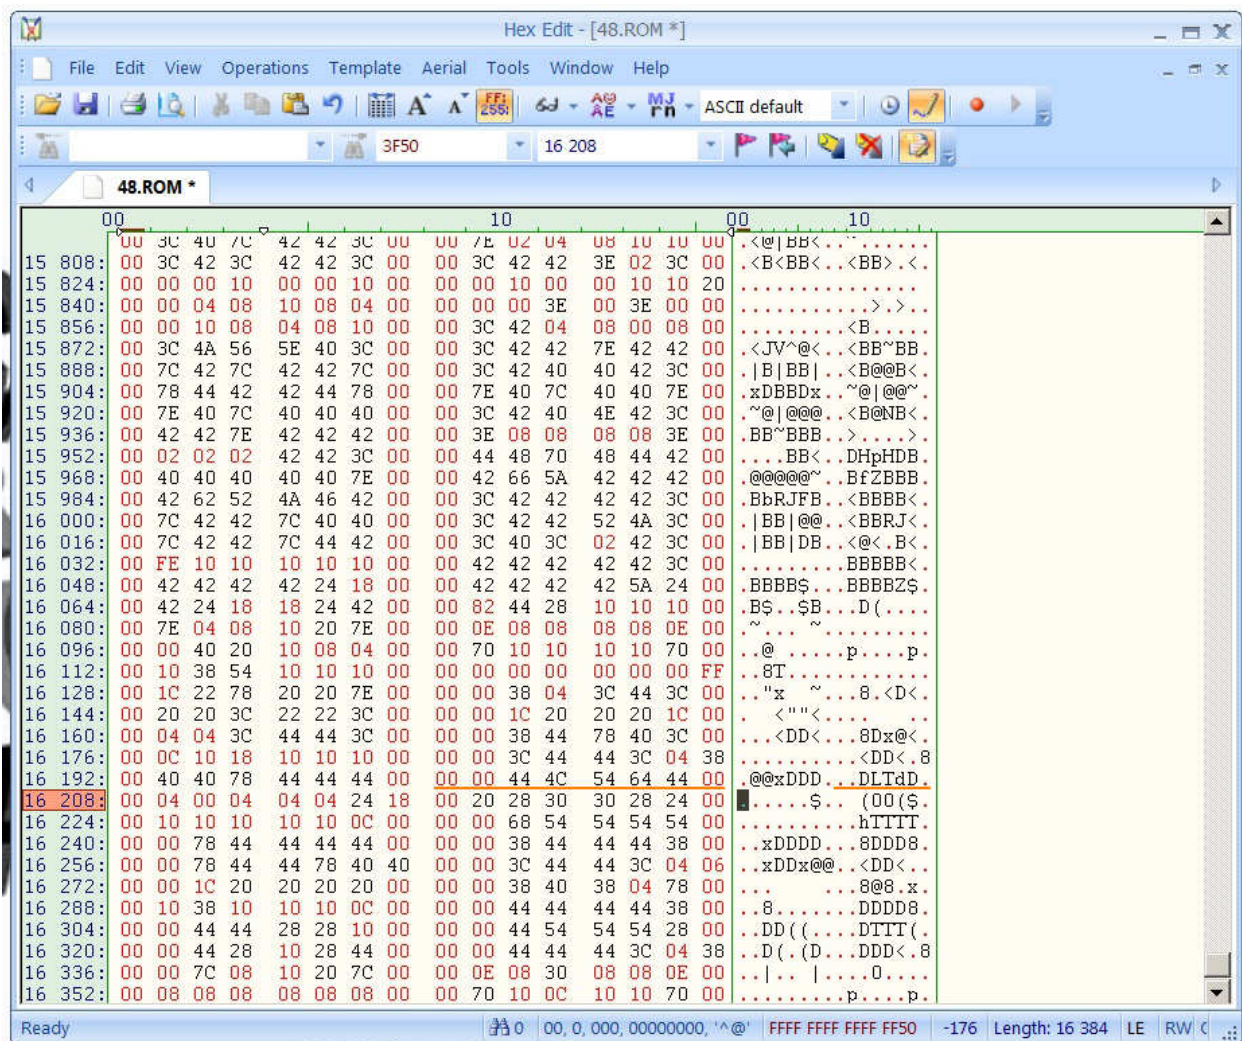 Hex Edit - [48.ROM *]
File Edit View Operations Template Aerial Tools Window Help
FF: 255: ASCII default
3F50 16 208
48.ROM *
00 10 00 10
00 3C 40 7C 42 42 3C 00 00 7E 02 04 08 10 10 00 .<@|BB<..~......
15 808: 00 3C 42 3C 42 42 3C 00 00 3C 42 42 3E 02 3C 00 .<B<BB<..<BB>.<.
15 824: 00 00 00 10 00 00 10 00 00 00 10 00 00 10 10 20 ...............
15 840: 00 00 04 08 10 08 04 00 00 00 00 3E 00 3E 00 00 ...........>.>..
15 856: 00 00 10 08 04 08 10 00 00 3C 42 04 08 00 08 00 .........<B.....
15 872: 00 3C 4A 56 5E 40 3C 00 00 3C 42 42 7E 42 42 00 .<JV^@<..<BB~BB.
15 888: 00 7C 42 7C 42 42 7C 00 00 3C 42 40 40 42 3C 00 .|B|BB|..<B@@B<.
15 904: 00 78 44 42 42 44 78 00 00 7E 40 7C 40 40 7E 00 .xDBBDx..~@|@@~.
15 920: 00 7E 40 7C 40 40 40 00 00 3C 42 40 4E 42 3C 00 .~@|@@@..<B@NB<.
15 936: 00 42 42 7E 42 42 42 00 00 3E 08 08 08 08 3E 00 .BB~BBB..>....>.
15 952: 00 02 02 02 42 42 3C 00 00 44 48 70 48 44 42 00 ....BB<..DHpHDB.
15 968: 00 40 40 40 40 40 7E 00 00 42 66 5A 42 42 42 00 .@@@@@~..BfZBBB.
15 984: 00 42 62 52 4A 46 42 00 00 3C 42 42 42 42 3C 00 .BbRJFB..<BBBB<.
16 000: 00 7C 42 42 7C 40 40 00 00 3C 42 42 52 4A 3C 00 .|BB|@@..<BBRJ<.
16 016: 00 7C 42 42 7C 44 42 00 00 3C 40 3C 02 42 3C 00 .|BB|DB..<@<.B<.
16 032: 00 FE 10 10 10 10 10 00 00 42 42 42 42 42 3C 00 .........BBBBB<.
16 048: 00 42 42 42 42 24 18 00 00 42 42 42 42 5A 24 00 .BBBB$...BBBBZ$.
16 064: 00 42 24 18 18 24 42 00 00 82 44 28 10 10 10 00 .B$..$B...D(....
16 080: 00 7E 04 08 10 20 7E 00 00 0E 08 08 08 08 0E 00 .~... ~.........
16 096: 00 00 40 20 10 08 04 00 00 70 10 10 10 10 70 00 ..@ .....p....p.
16 112: 00 10 38 54 10 10 10 00 00 00 00 00 00 00 00 FF ..8T............
16 128: 00 1C 22 78 20 20 7E 00 00 00 38 04 3C 44 3C 00 .."x  ~...8.<D<.
16 144: 00 20 20 3C 22 22 3C 00 00 00 1C 20 20 20 1C 00 .  <""<....   ..
16 160: 00 04 04 3C 44 44 3C 00 00 00 38 44 78 40 3C 00 ...<DD<...8Dx@<.
16 176: 00 0C 10 18 10 10 10 00 00 00 3C 44 44 3C 04 38 ..........<DD<.8
16 192: 00 40 40 78 44 44 44 00 00 00 44 4C 54 64 44 00 .@@xDDD...DLTdD.
16 208: 00 04 00 04 04 04 24 18 00 20 28 30 30 28 24 00 ......$.. (00($.
16 224: 00 10 10 10 10 10 0C 00 00 00 68 54 54 54 54 00 ..........hTTTT.
16 240: 00 00 78 44 44 44 44 00 00 00 38 44 44 44 38 00 ..xDDDD...8DDD8.
16 256: 00 00 78 44 44 78 40 40 00 00 3C 44 44 3C 04 06 ..xDDx@@..<DD<..
16 272: 00 00 1C 20 20 20 20 00 00 00 38 40 38 04 78 00 ...    ...8@8.x.
16 288: 00 10 38 10 10 10 0C 00 00 00 44 44 44 44 38 00 ..8.......DDDD8.
16 304: 00 00 44 44 28 28 10 00 00 00 44 54 54 54 28 00 ..DD((....DTTT(.
16 320: 00 00 44 28 10 28 44 00 00 00 44 44 44 3C 04 38 ..D(.(D...DDD<.8
16 336: 00 00 7C 08 10 20 7C 00 00 0E 08 30 08 08 0E 00 ..|.. |....0....
16 352: 00 08 08 08 08 08 08 00 00 70 10 0C 10 10 70 00 .........p....p.
Ready 0 00, 0, 000, 00000000, '^@' FFFF FFFF FFFF FF50 -176 Length: 16 384 LE RW